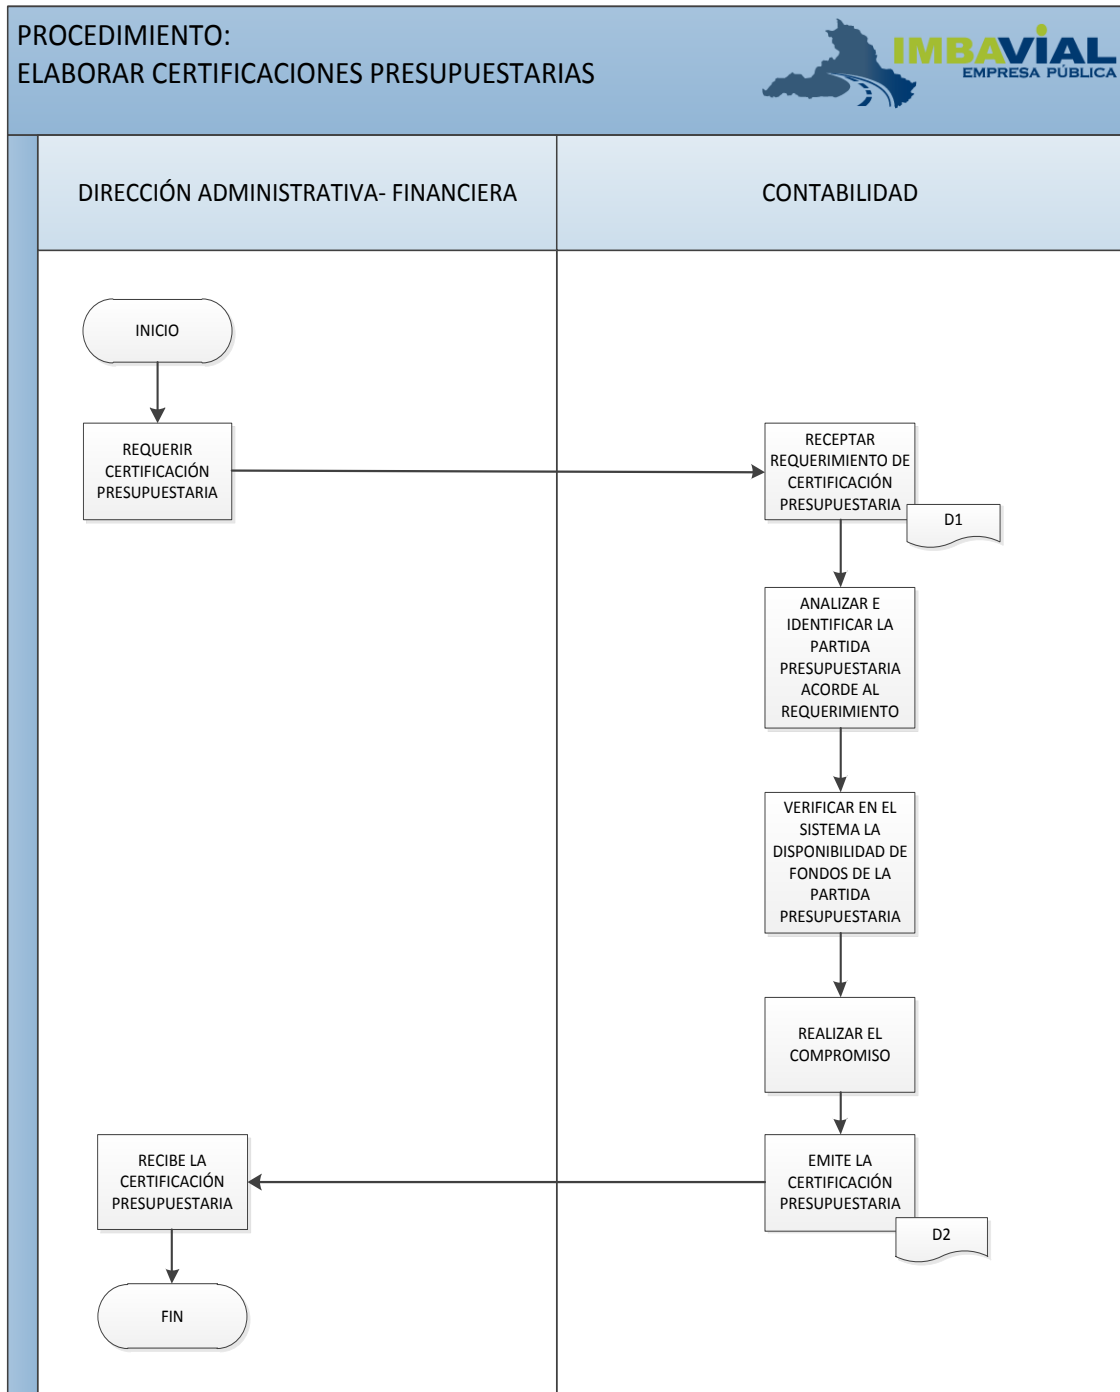 PROCEDIMIENTO:
ELABORAR CERTIFICACIONES PRESUPUESTARIAS
IMBAVIAL
EMPRESA PÚBLICA
DIRECCIÓN ADMINISTRATIVA- FINANCIERA
CONTABILIDAD
INICIO
REQUERIR
CERTIFICACIÓN
PRESUPUESTARIA
RECEPTAR
REQUERIMIENTO DE
CERTIFICACIÓN
PRESUPUESTARIA
D1
ANALIZAR E
IDENTIFICAR LA
PARTIDA
PRESUPUESTARIA
ACORDE AL
REQUERIMIENTO
VERIFICAR EN EL
SISTEMA LA
DISPONIBILIDAD DE
FONDOS DE LA
PARTIDA
PRESUPUESTARIA
REALIZAR EL
COMPROMISO
EMITE LA
CERTIFICACIÓN
PRESUPUESTARIA
D2
RECIBE LA
CERTIFICACIÓN
PRESUPUESTARIA
FIN